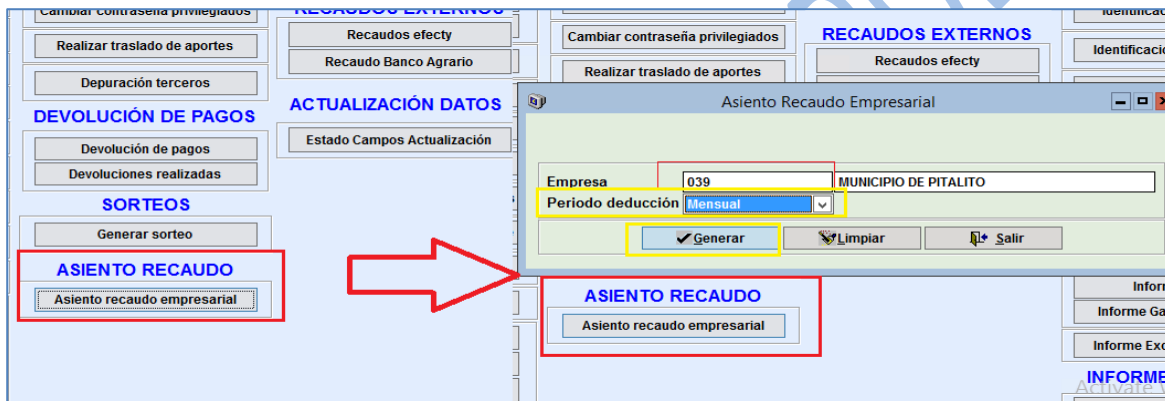 Cambiar contraseña privilegiados
Realizar traslado de aportes
Depuración terceros
DEVOLUCIÓN DE PAGOS
Devolución de pagos
Devoluciones realizadas
SORTEOS
Generar sorteo
ASIENTO RECAUDO
Asiento recaudo empresarial
RECAUDOS EXTERNOS
Recaudos efecty
Recaudo Banco Agrario
ACTUALIZACIÓN DATOS
Estado Campos Actualización
Cambiar contraseña privilegiados
Realizar traslado de aportes
RECAUDOS EXTERNOS
Recaudos efecty
Asiento Recaudo Empresarial
Empresa 039 MUNICIPIO DE PITALITO
Periodo deducción Mensual
Generar Limpiar Salir
ASIENTO RECAUDO
Asiento recaudo empresarial
Informe Ga
Informe Exc
INFORME
Activate